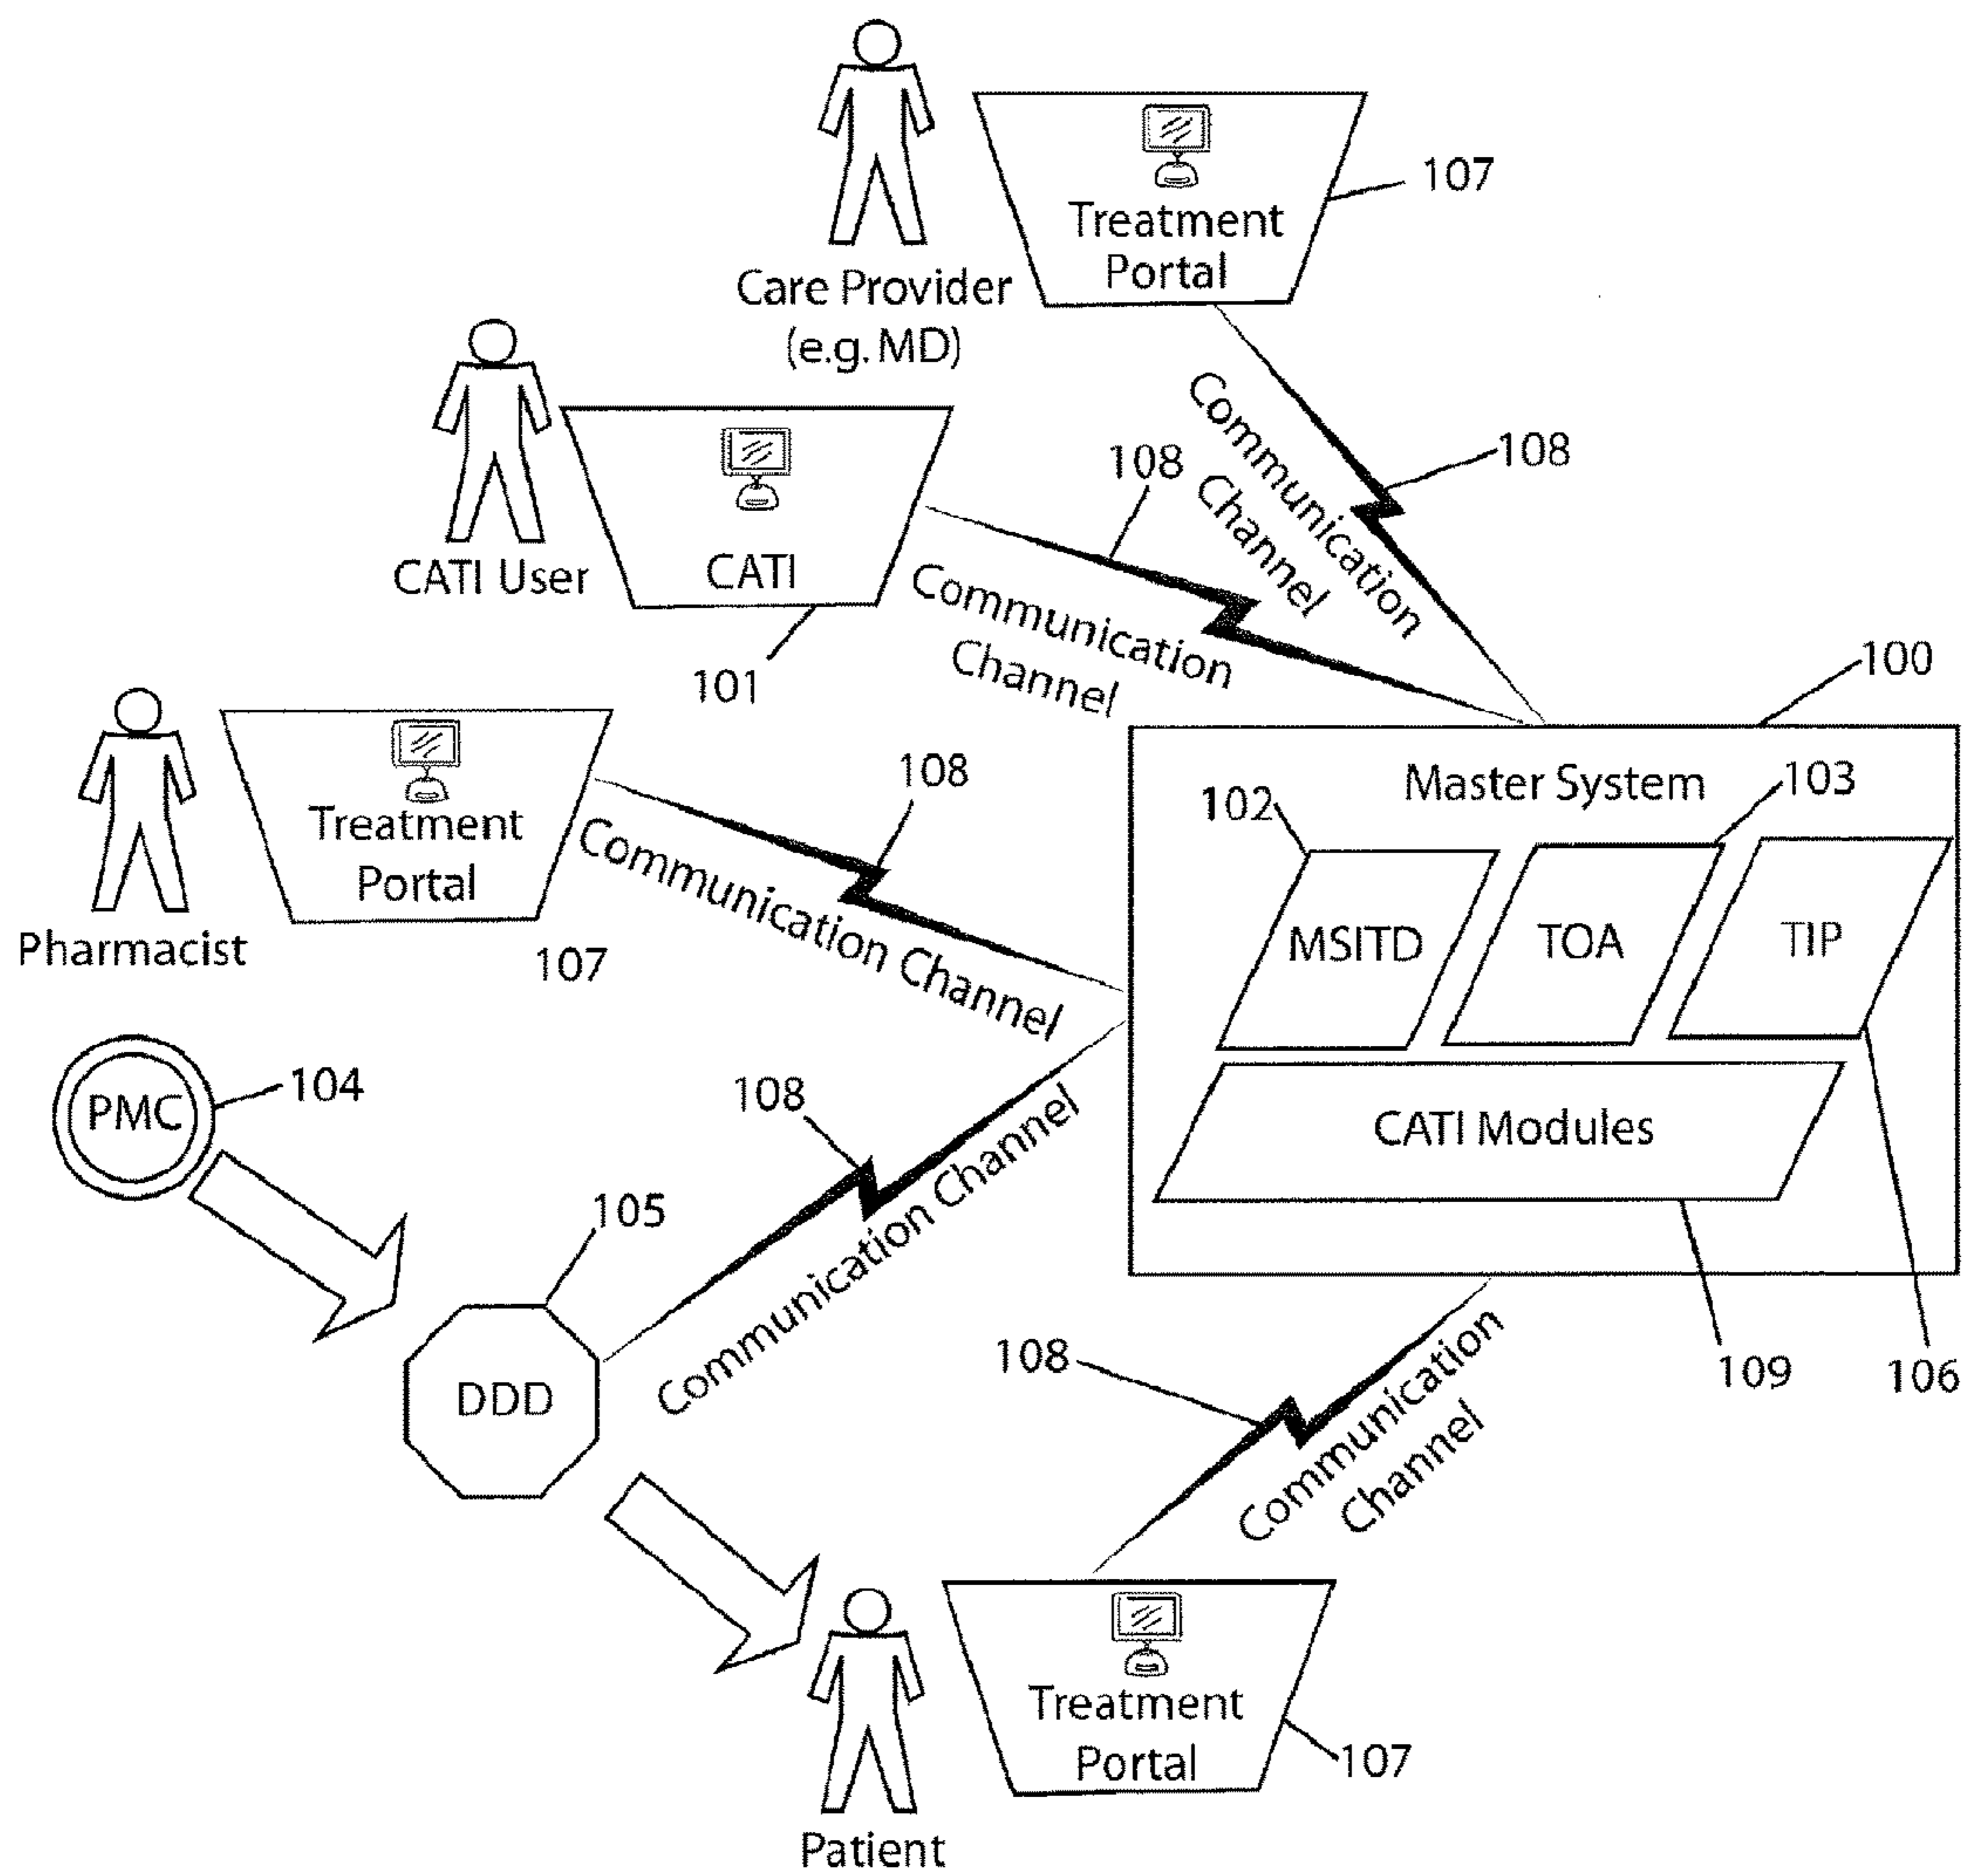 107
Treatment
Portal
Care Provider
(e.g. MD)
108
Communication
Channel
108
CATI
CATI User
Communication
Channel
101
100
Master System
103
102
108
Treatment
Portal
Communication Channel
Pharmacist
107
MSITD
TOA
TIP
PMC
104
108
CATI Modules
Communication Channel
105
DDD
108
Communication
Channel
109
106
Treatment
Portal
107
Patient